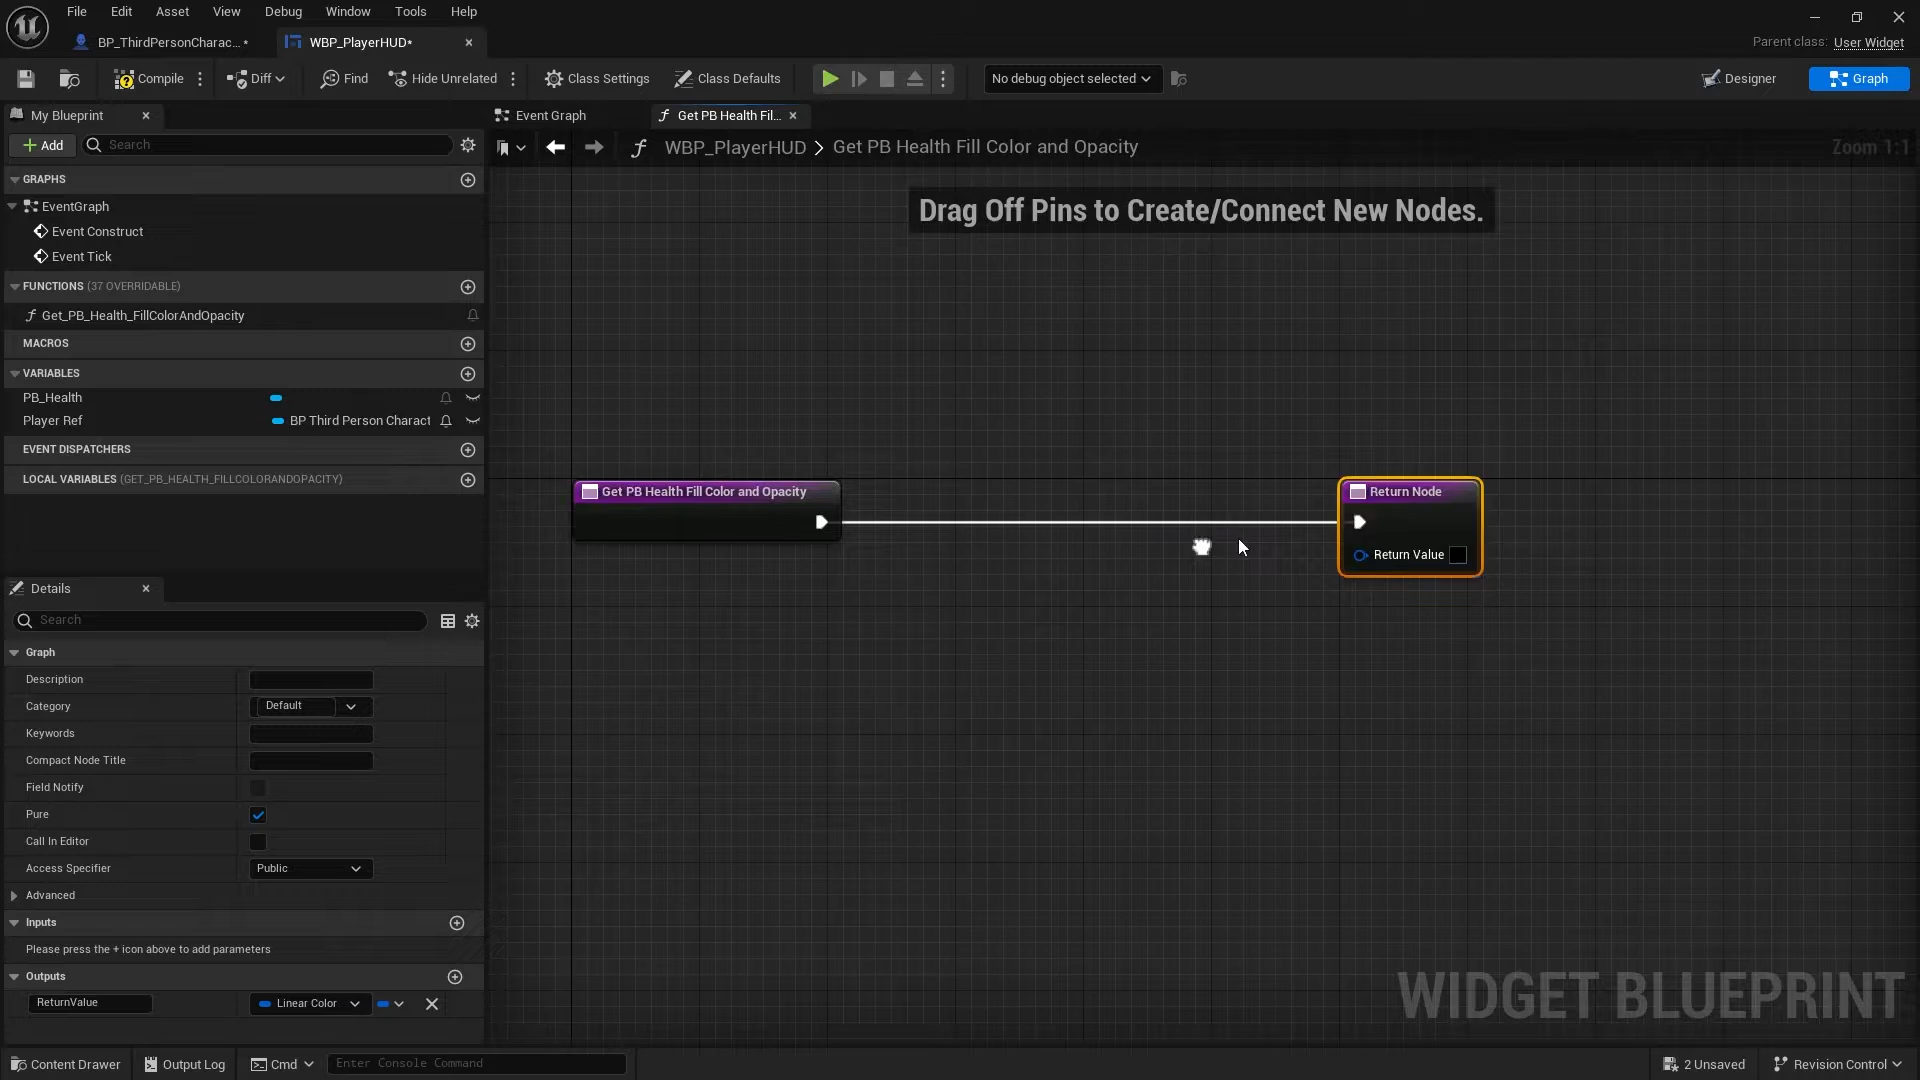 File Edit Asset View Debug Window Tools Help
BP_ThirdPersonCharac... * WBP_PlayerHUD* Parent class: User Widget
Compile Diff Find Hide Unrelated Class Settings Class Defaults No debug object selected Designer Graph
My Blueprint
Add Search
GRAPHS
EventGraph
Event Construct
Event Tick
FUNCTIONS (37 OVERRIDABLE)
Get_PB_Health_FillColorAndOpacity
MACROS
VARIABLES
PB_Health
Player Ref BP Third Person Charact
EVENT DISPATCHERS
LOCAL VARIABLES (GET_PB_HEALTH_FILLCOLORANDOPACITY)
Event Graph Get PB Health Fil...
WBP_PlayerHUD > Get PB Health Fill Color and Opacity Zoom 1:1
Drag Off Pins to Create/Connect New Nodes.
Get PB Health Fill Color and Opacity
Return Node
Return Value
Details
Search
Graph
Description
Category Default
Keywords
Compact Node Title
Field Notify
Pure
Call In Editor
Access Specifier Public
Advanced
Inputs
Please press the + icon above to add parameters
Outputs
ReturnValue Linear Color
WIDGET BLUEPRINT
Content Drawer Output Log Cmd Enter Console Command 2 Unsaved Revision Control